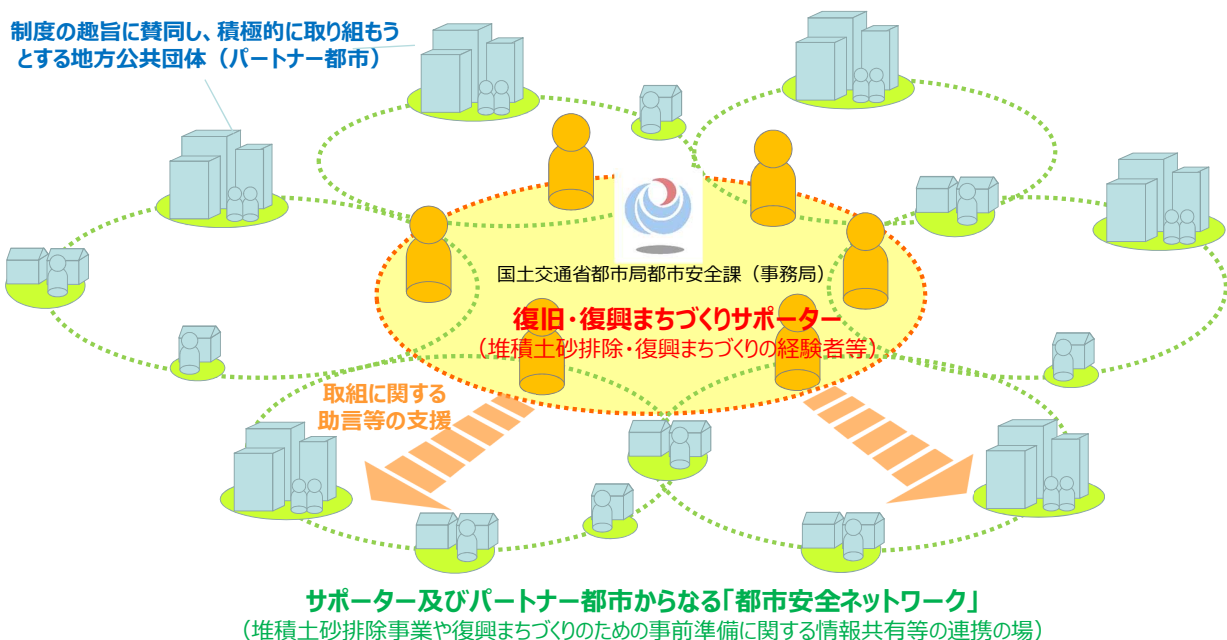 制度の趣旨に賛同し、積極的に取り組もう
とする地方公共団体（パートナー都市）
国土交通省都市局都市安全課（事務局）
復旧・復興まちづくりサポーター
（堆積土砂排除・復興まちづくりの経験者等）
取組に関する
助言等の支援
サポーター及びパートナー都市からなる「都市安全ネットワーク」
（堆積土砂排除事業や復興まちづくりのための事前準備に関する情報共有等の連携の場）